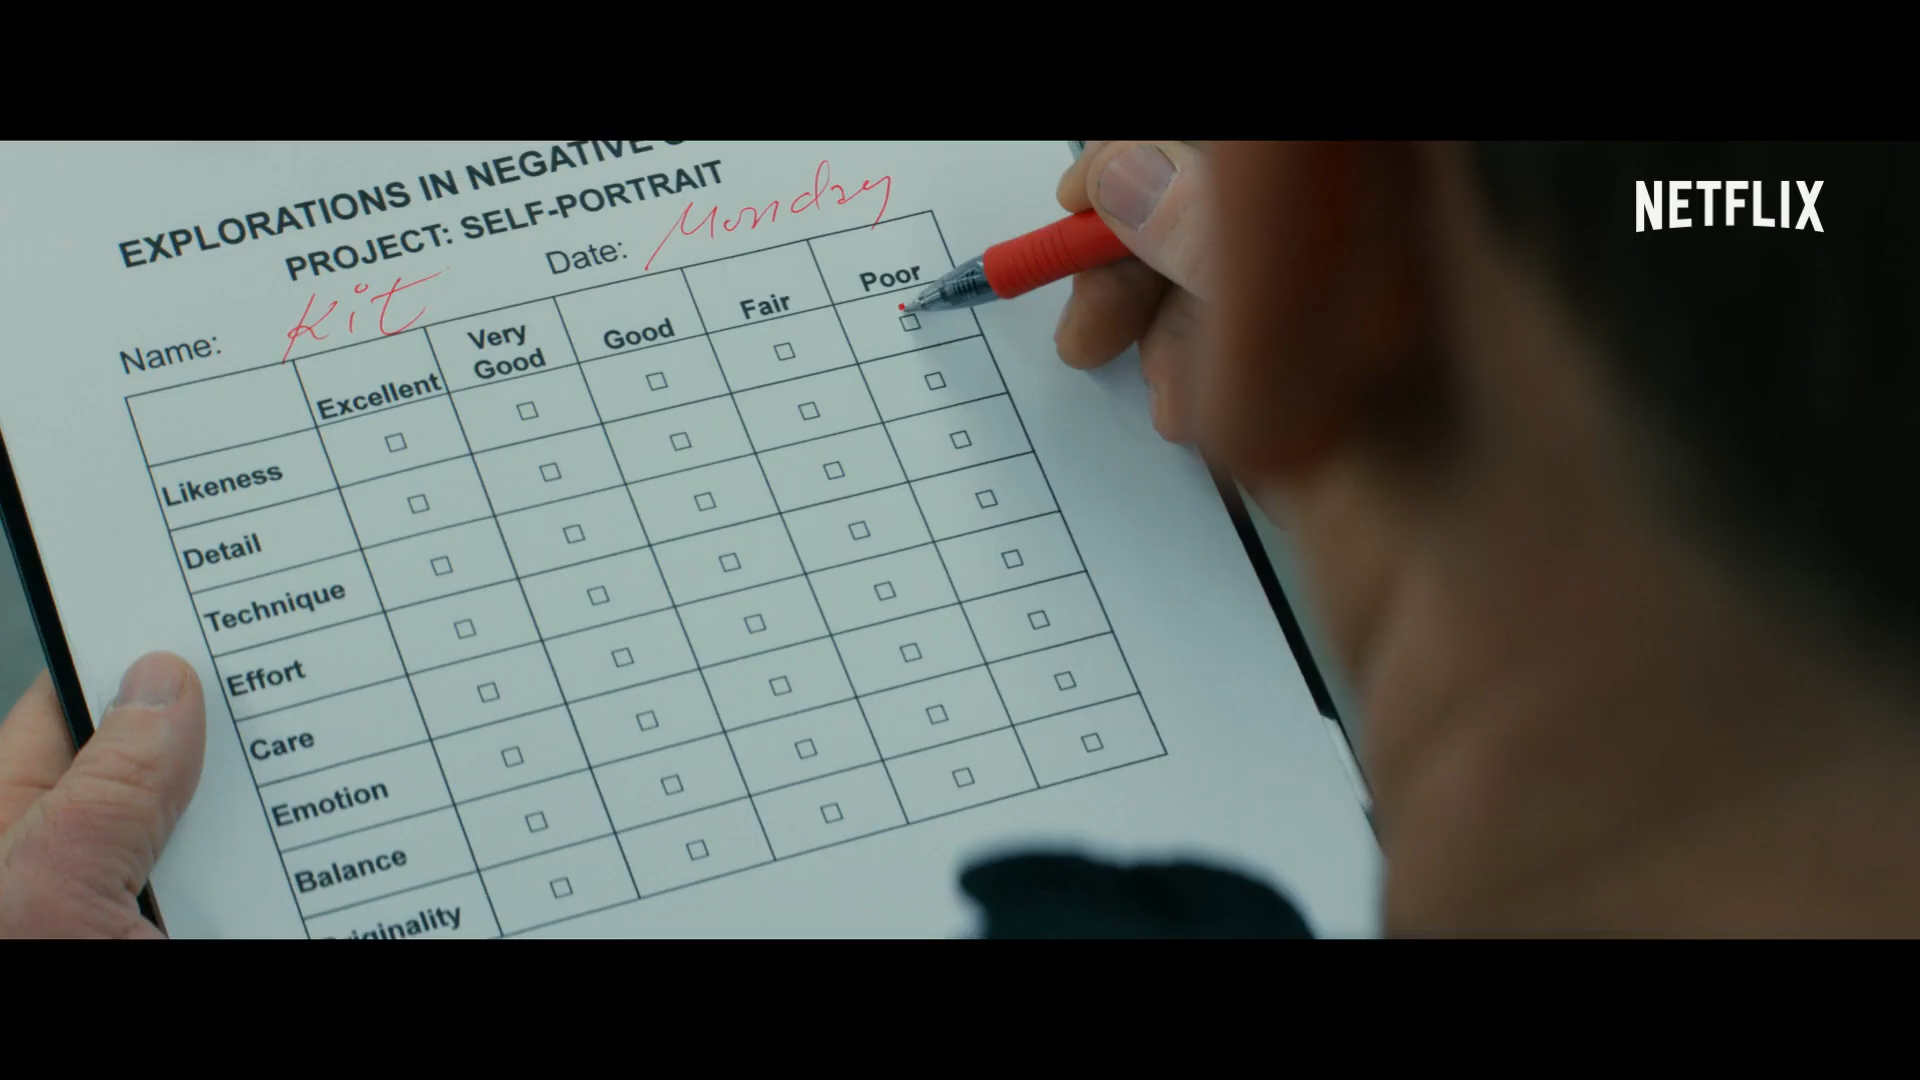 NETFLIX
EXPLORATIONS IN NEGATIVE
PROJECT: SELF-PORTRAIT
Name: Kit Date: Monday
Excellent Very Good Good Fair Poor
Likeness
Detail
Technique
Effort
Care
Emotion
Balance
Originality